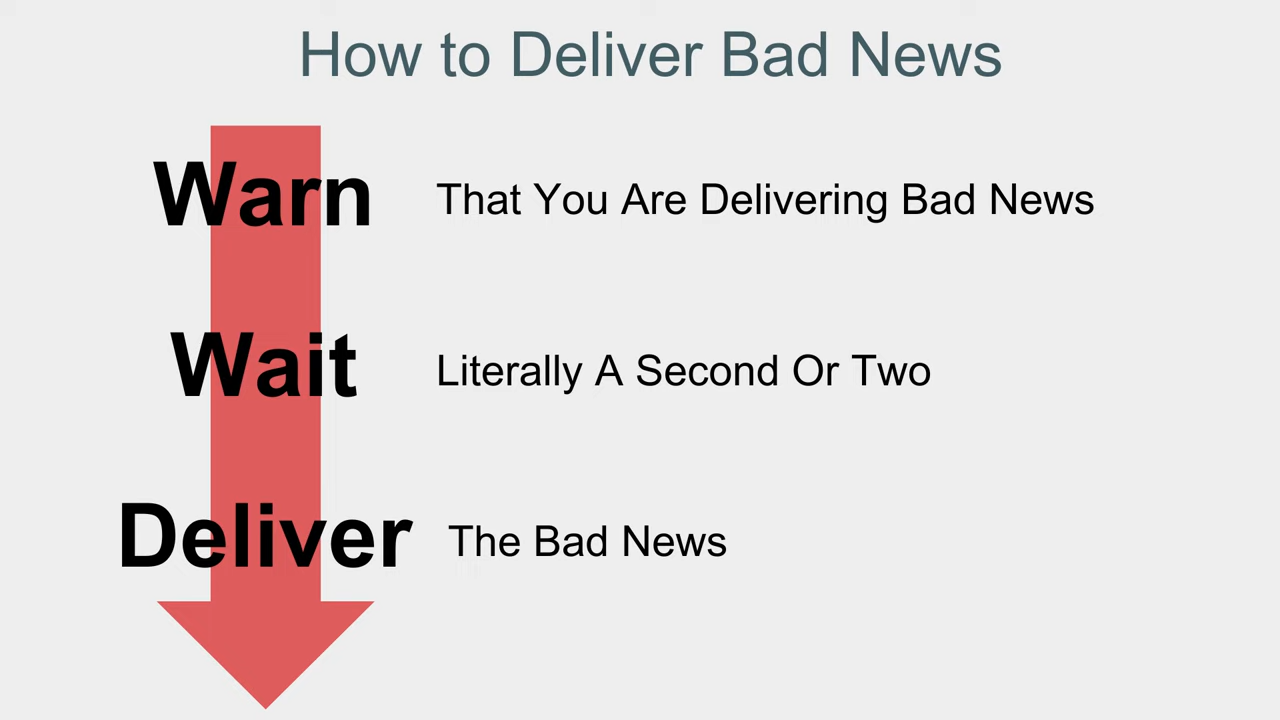 How to Deliver Bad News
Warn That You Are Delivering Bad News
Wait Literally A Second Or Two
Deliver The Bad News